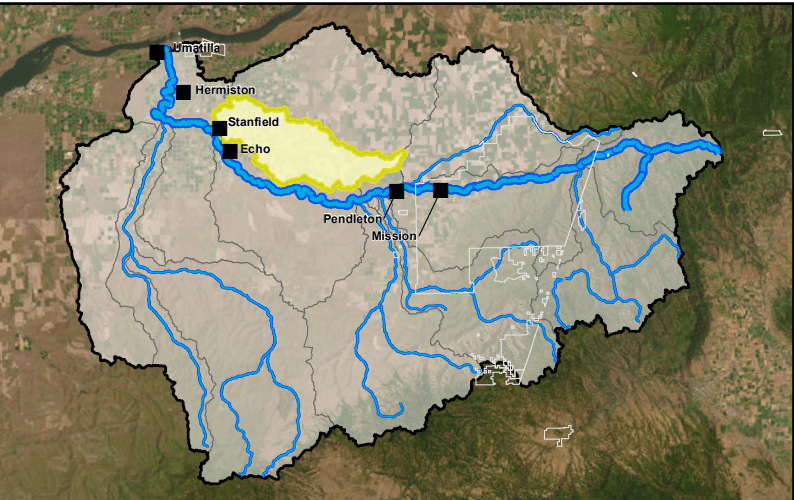 Umatilla
Hermiston
Stanfield
Echo
Pendleton
Mission